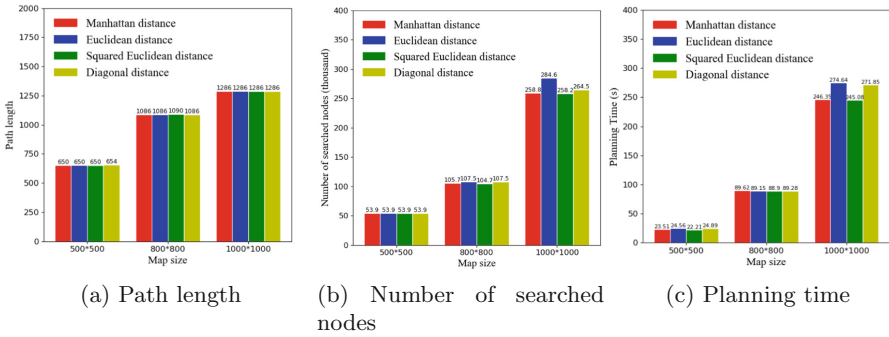 2000
1750
1500
1250
1000
750
500
250
0
Path length
Manhattan distance
Euclidean distance
Squared Euclidean distance
Diagonal distance
650 650 650 654
1086 1086 1090 1086
1286 1286 1286 1286
500*500 800*800 1000*1000
Map size
(a) Path length
400
350
300
250
200
150
100
50
0
Number of searched nodes (thousand)
Manhattan distance
Euclidean distance
Squared Euclidean distance
Diagonal distance
53.9 53.9 53.9 53.9
105.7 107.5 104.7 107.5
258.8 284.6 258.2 264.5
500*500 800*800 1000*1000
Map size
(b) Number of searched
nodes
400
350
300
250
200
150
100
50
0
Planning Time (s)
Manhattan distance
Euclidean distance
Squared Euclidean distance
Diagonal distance
23.51 24.56 22.21 24.89
89.62 89.15 88.9 89.28
246.35 274.64 245.08 271.85
500*500 800*800 1000*1000
Map size
(c) Planning time